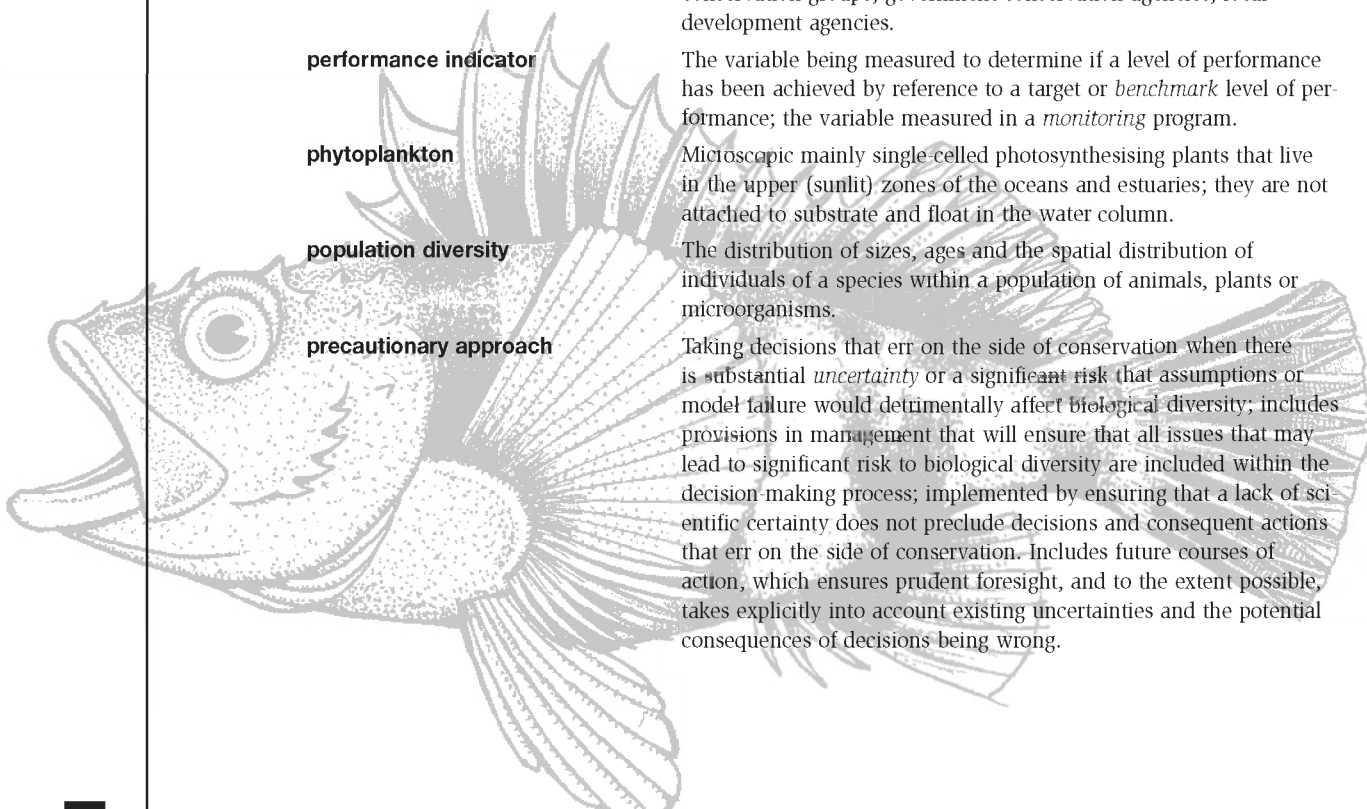 development agencies.
performance indicator
The variable being measured to determine if a level of performance
has been achieved by reference to a target or benchmark level of per-
formance; the variable measured in a monitoring program.
phytoplankton
Microscopic mainly single-celled photosynthesising plants that live
in the upper (sunlit) zones of the oceans and estuaries; they are not
attached to substrate and float in the water column.
population diversity
The distribution of sizes, ages and the spatial distribution of
individuals of a species within a population of animals, plants or
microorganisms.
precautionary approach
Taking decisions that err on the side of conservation when there
is substantial uncertainty or a significant risk that assumptions or
model failure would detrimentally affect biological diversity; includes
provisions in management that will ensure that all issues that may
lead to significant risk to biological diversity are included within the
decision-making process; implemented by ensuring that a lack of sci-
entific certainty does not preclude decisions and consequent actions
that err on the side of conservation. Includes future courses of
action, which ensures prudent foresight, and to the extent possible,
takes explicitly into account existing uncertainties and the potential
consequences of decisions being wrong.